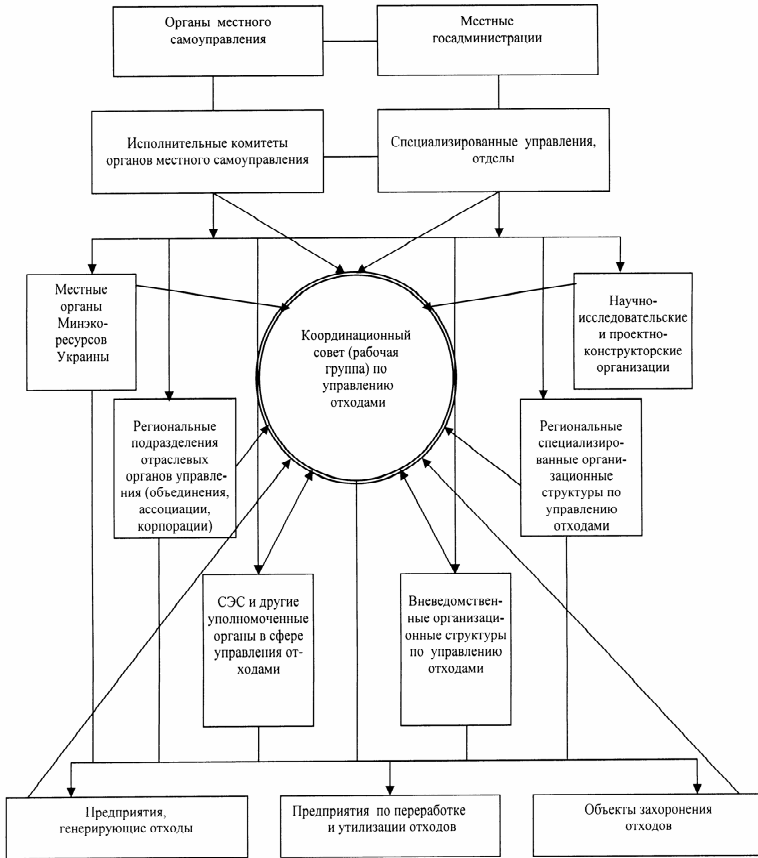 Органы местного
самоуправления
Местные
госадминистрации
Исполнительные комитеты
органов местного самоуправления
Специализированные управления,
отделы
Местные
органы
Минэко-
ресурсов
Украины
Координационный
совет (рабочая
группа) по
управлению
отходами
Научно-
исследовательские
и проектно-
конструкторские
организации
Региональные
подразделения
отраслевых
органов управле-
ния (объединения,
ассоциации,
корпорации)
Региональные
специализиро-
ванные органи-
зационные
структуры по
управлению
отходами
СЭС и другие
уполномоченные
органы в сфере
управления от-
ходами
Вневедомствен-
ные организаци-
онные структуры
по управлению
отходами
Предприятия,
генерирующие отходы
Предприятия по переработке
и утилизации отходов
Объекты захоронения
отходов